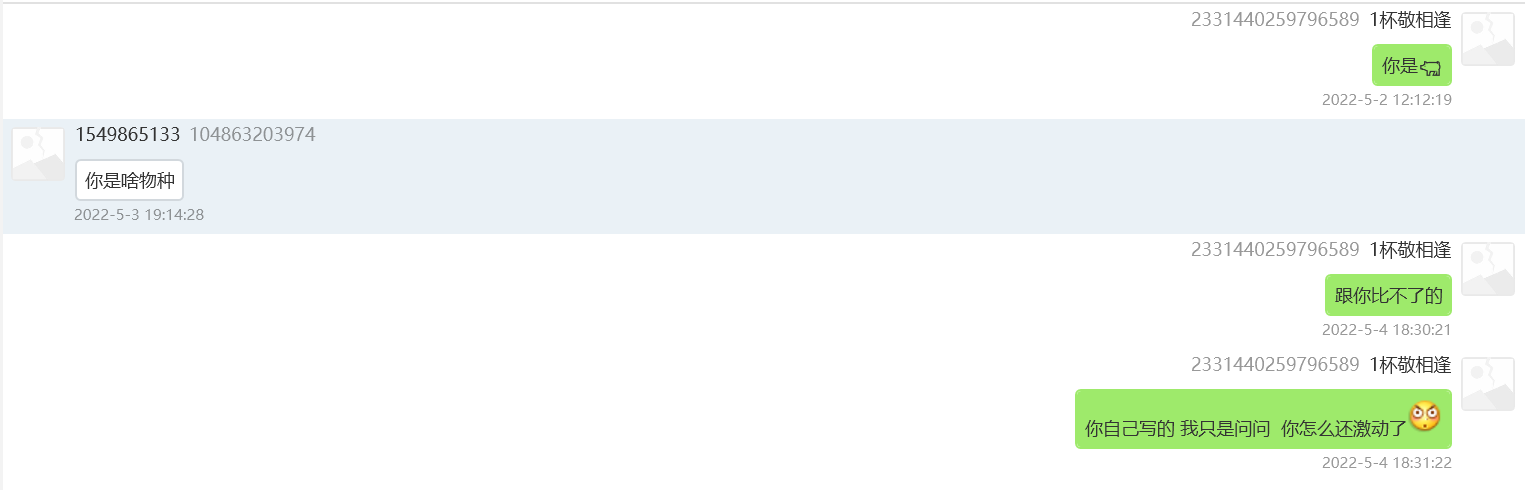 2331440259796589 1杯敬相逢
你是🐖
2022-5-2 12:12:19
1549865133 104863203974
你是啥物种
2022-5-3 19:14:28
2331440259796589 1杯敬相逢
跟你比不了的
2022-5-4 18:30:21
2331440259796589 1杯敬相逢
你自己写的 我只是问问 你怎么还激动了
2022-5-4 18:31:22